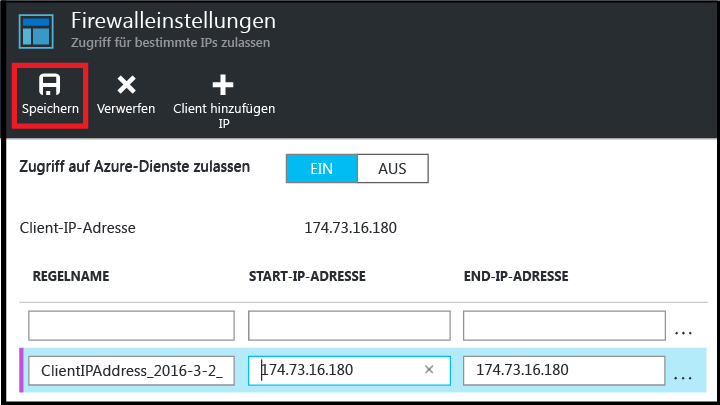 Firewalleinstellungen
Zugriff für bestimmte IPs zulassen
Speichern Verwerfen Client hinzufügen
IP
Zugriff auf Azure-Dienste zulassen EIN AUS
Client-IP-Adresse 174.73.16.180
REGELNAME START-IP-ADRESSE END-IP-ADRESSE
...
ClientIPAddress_2016-3-2_ 174.73.16.180 × 174.73.16.180 ...